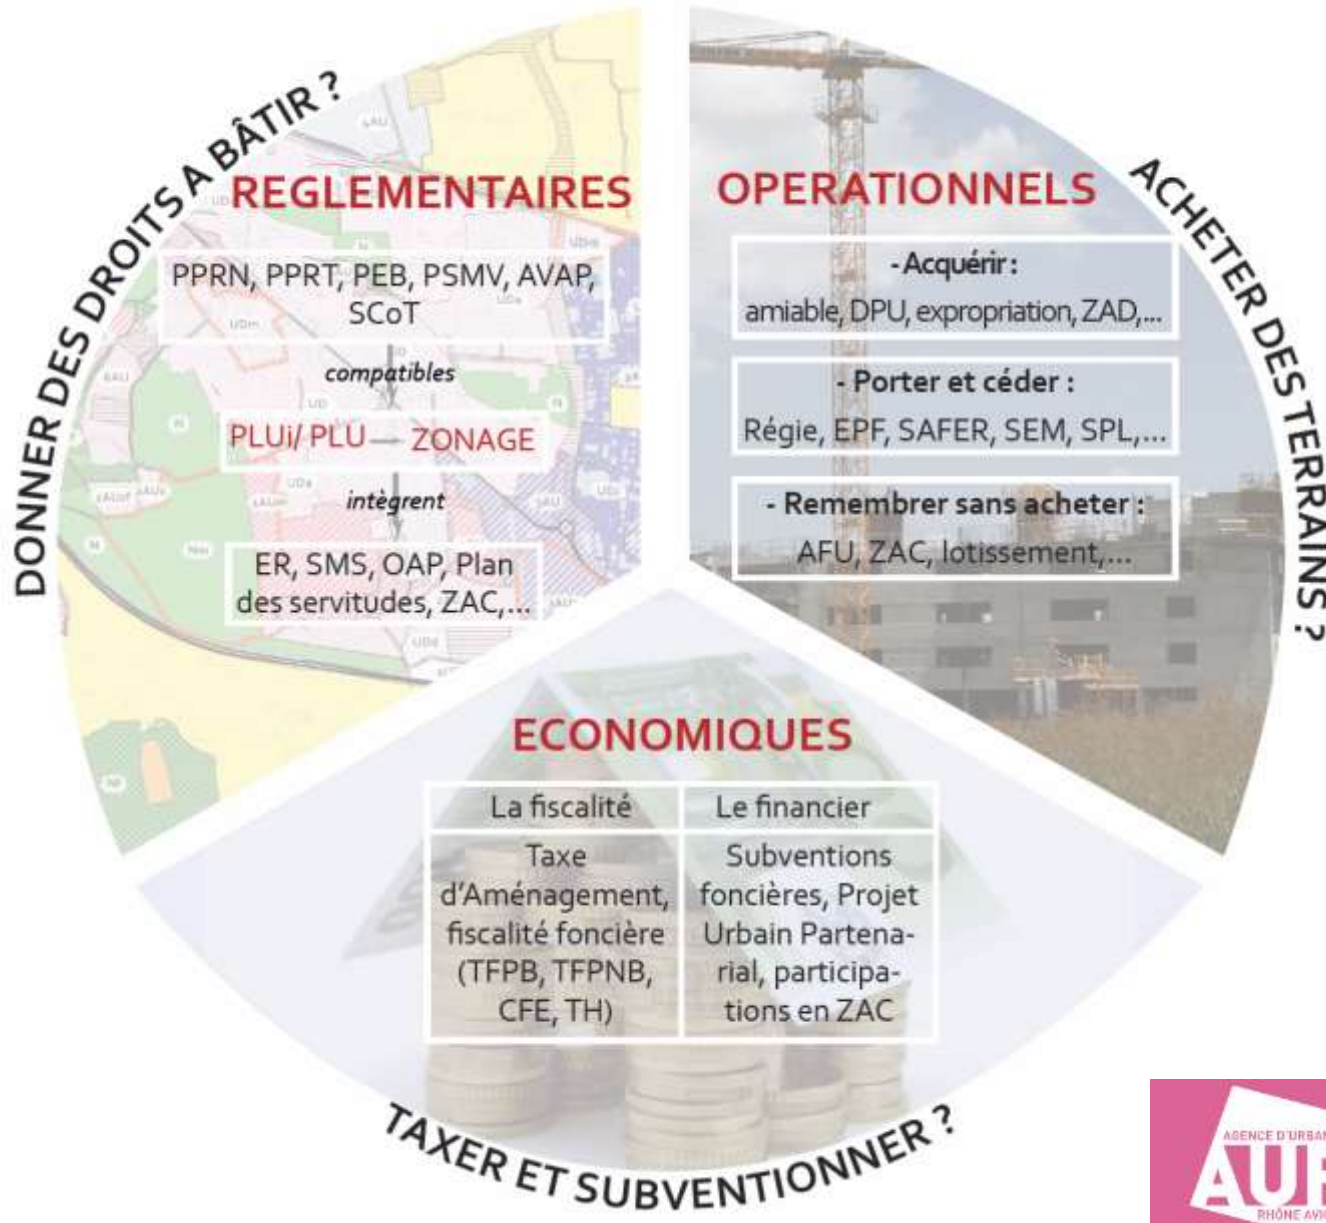 DONNER DES DROITS A BÂTIR ?
REGLEMENTAIRES
PPRN, PPRT, PEB, PSMV, AVAP,
SCoT
compatibles
PLUi/ PLU
ZONAGE
intègrent
ER, SMS, OAP, Plan
des servitudes, ZAC,...
ACHETER DES TERRAINS ?
OPERATIONNELS
- Acquérir :
amiable, DPU, expropriation, ZAD,...
- Porter et céder :
Régie, EPF, SAFER, SEM, SPL,...
- Remembrer sans acheter :
AFU, ZAC, lotissement,...
ECONOMIQUES
La fiscalité
Taxe
d'Aménagement,
fiscalité foncière
(TFPB, TFPNB,
CFE, TH)
Le financier
Subventions
foncières, Projet
Urbain Partena-
rial, participa-
tions en ZAC
TAXER ET SUBVENTIONNER ?
AGENCE
RHÔNE